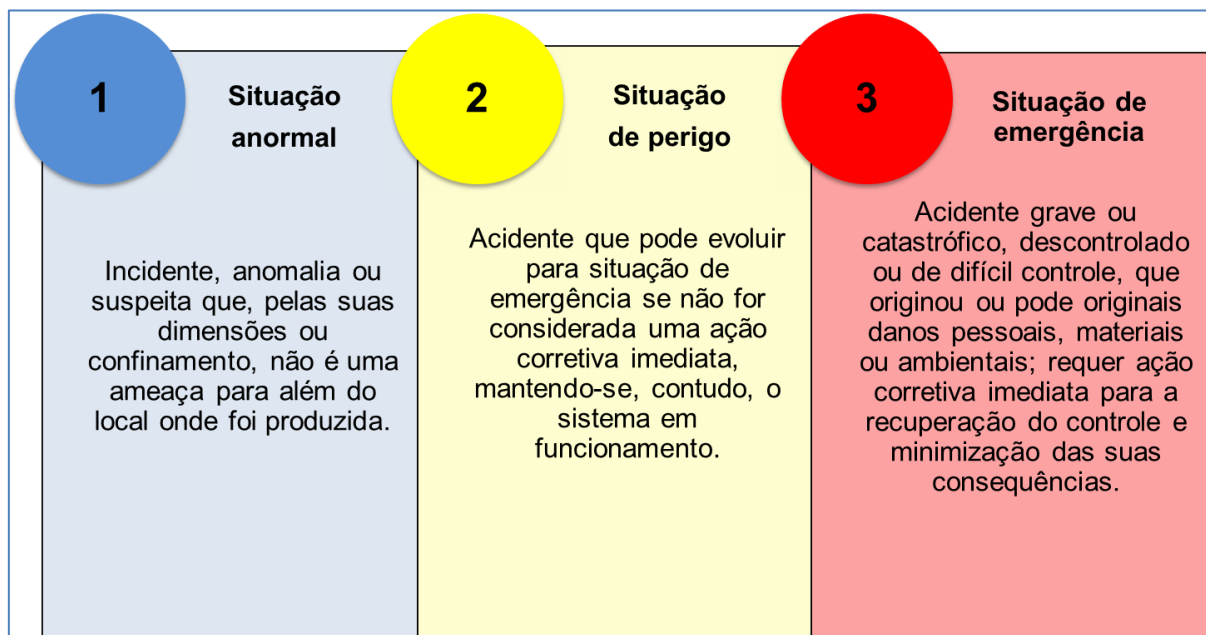 1
Situação
anormal
Incidente, anomalia ou
suspeita que, pelas suas
dimensões ou
confinamento, não é uma
ameaça para além do
local onde foi produzida.
2
Situação
de perigo
Acidente que pode evoluir
para situação de
emergência se não for
considerada uma ação
corretiva imediata,
mantendo-se, contudo, o
sistema em
funcionamento.
3
Situação de
emergência
Acidente grave ou
catastrófico, descontrolado
ou de difícil controle, que
originou ou pode originais
danos pessoais, materiais
ou ambientais; requer ação
corretiva imediata para a
recuperação do controle e
minimização das suas
consequências.